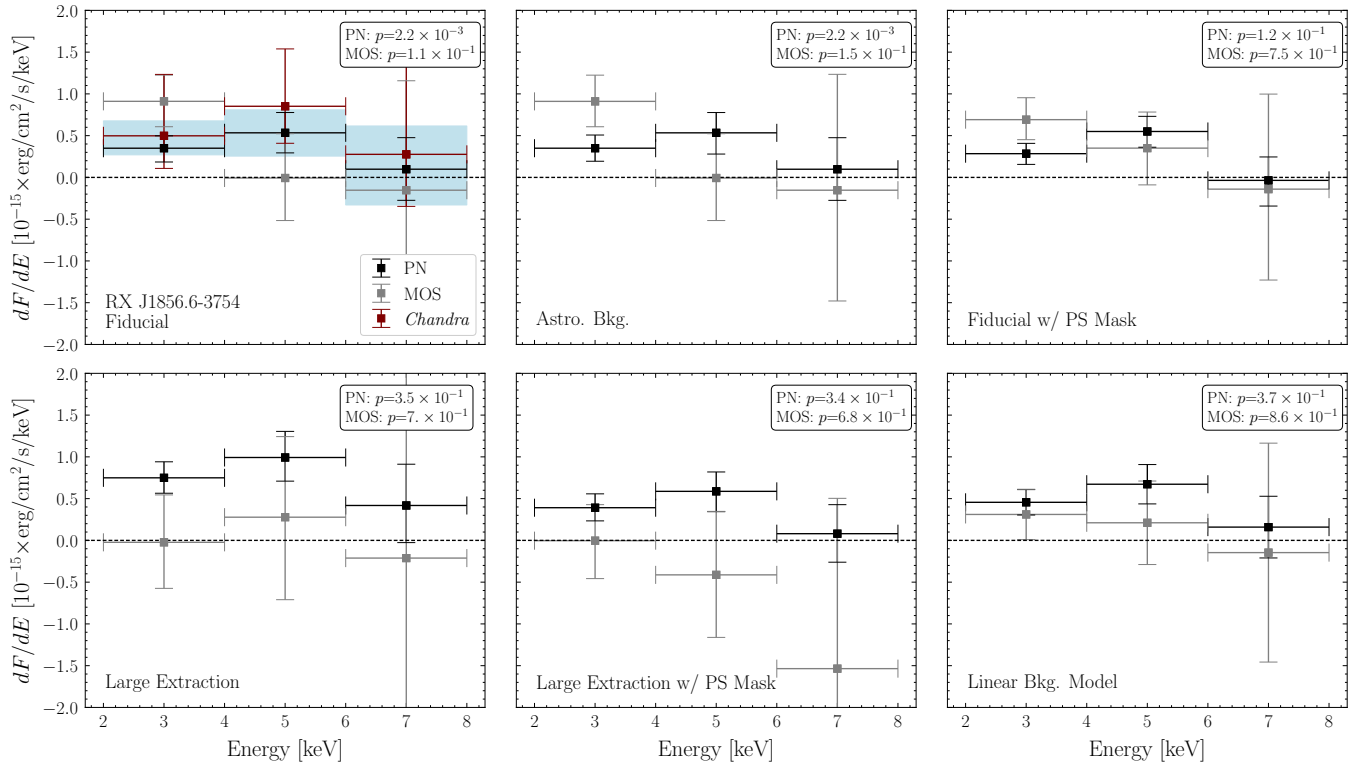 2.0
1.5
1.0
0.5
0.0
−0.5
−1.0
−1.5
−2.0
dF/dE [10⁻¹⁵×erg/cm²/s/keV]
PN: p=2.2 × 10⁻³
MOS: p=1.1 × 10⁻¹
RX J1856.6-3754
Fiducial
PN
MOS
Chandra
PN: p=2.2 × 10⁻³
MOS: p=1.5 × 10⁻¹
Astro. Bkg.
PN: p=1.2 × 10⁻¹
MOS: p=7.5 × 10⁻¹
Fiducial w/ PS Mask
2.0
1.5
1.0
0.5
0.0
−0.5
−1.0
−1.5
−2.0
dF/dE [10⁻¹⁵×erg/cm²/s/keV]
PN: p=3.5 × 10⁻¹
MOS: p=7. × 10⁻¹
Large Extraction
2 3 4 5 6 7 8
Energy [keV]
PN: p=3.4 × 10⁻¹
MOS: p=6.8 × 10⁻¹
Large Extraction w/ PS Mask
2 3 4 5 6 7 8
Energy [keV]
PN: p=3.7 × 10⁻¹
MOS: p=8.6 × 10⁻¹
Linear Bkg. Model
2 3 4 5 6 7 8
Energy [keV]